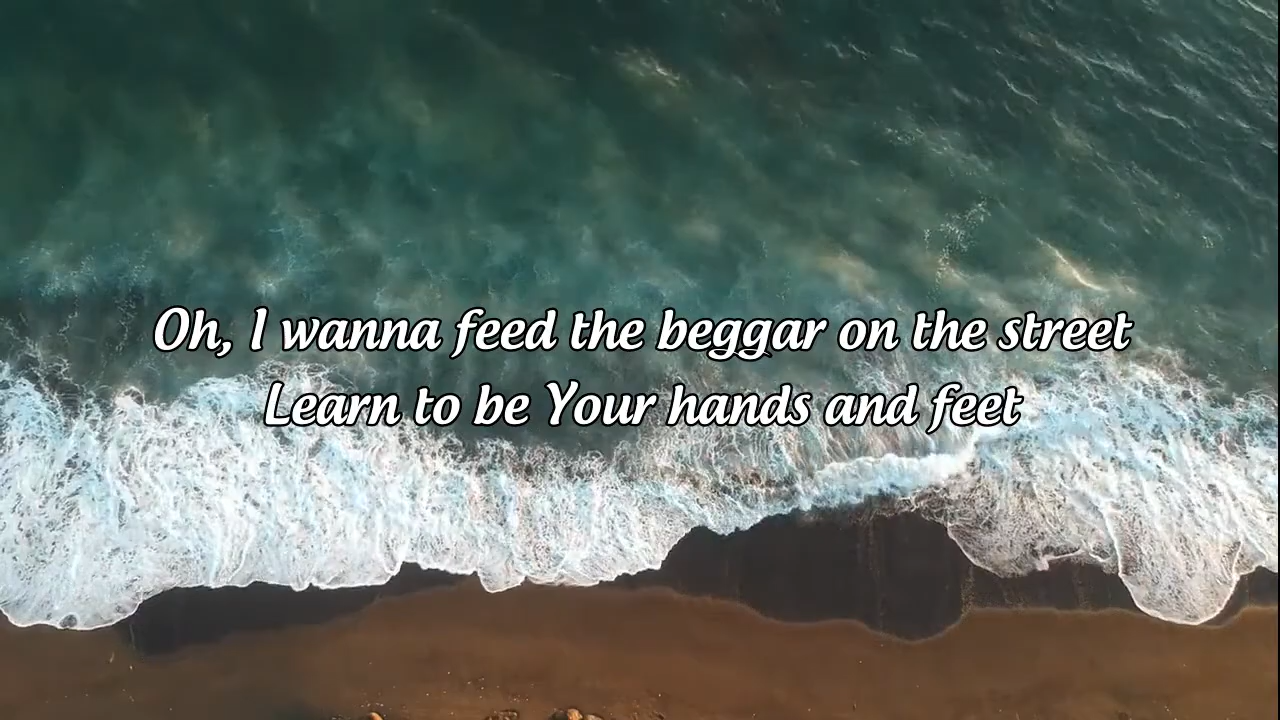 Oh, I wanna feed the beggar on the street
Learn to be Your hands and feet